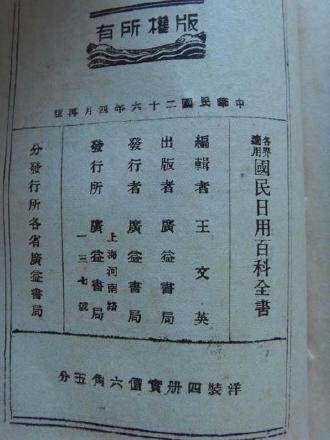 版權所有
中華民國二十六年四月再版
各界適用
國民日用百科全書
編輯者 王文英
出版者 廣益書局
發行者 廣益書局
上海河南路
一三七號
發行所 廣益書局
分發行所各省廣益書局
洋裝四册實價六角五分